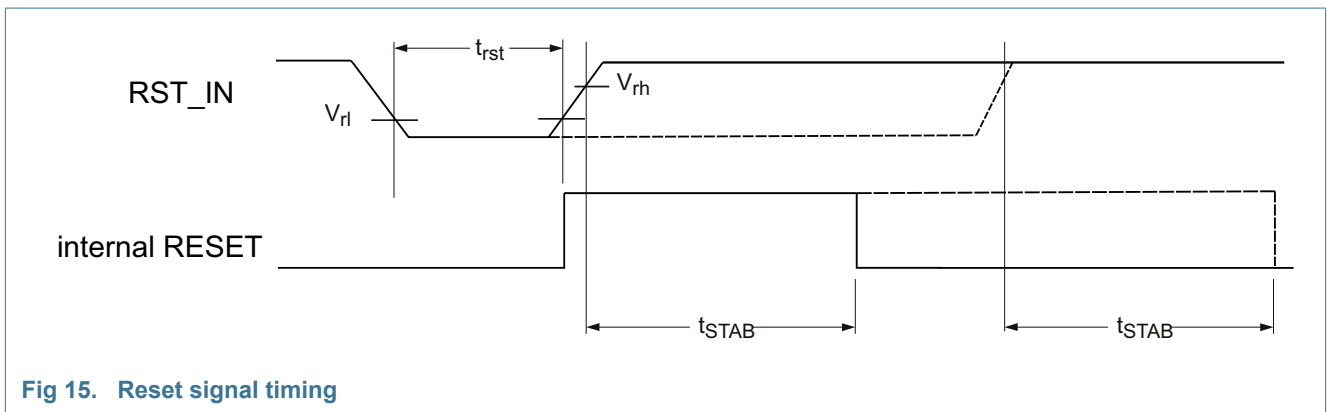 t_rst
RST_IN
V_rl
V_rh
internal RESET
t_STAB
t_STAB
Fig 15. Reset signal timing